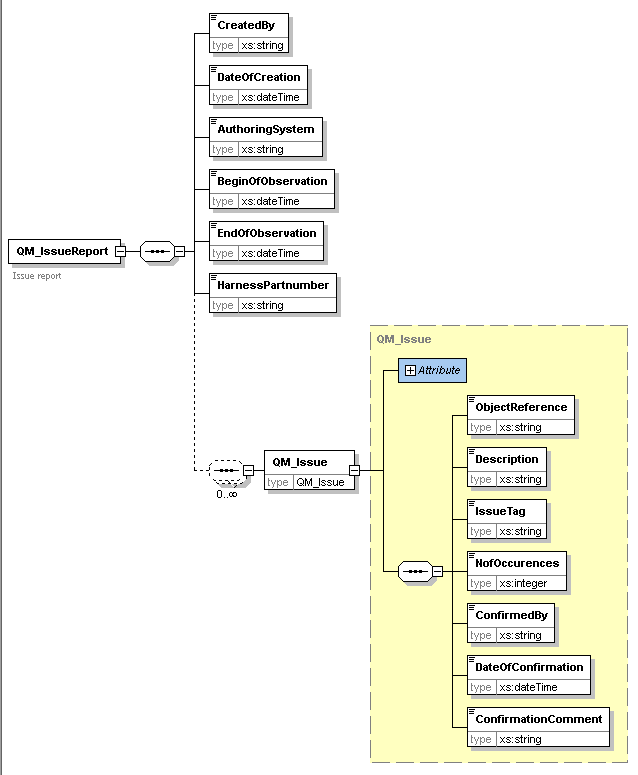 CreatedBy
type xs:string
DateOfCreation
type xs:dateTime
AuthoringSystem
type xs:string
BeginOfObservation
type xs:dateTime
EndOfObservation
type xs:dateTime
QM_IssueReport
Issue report
HarnessPartnumber
type xs:string
QM_Issue
Attribute
ObjectReference
type xs:string
QM_Issue
type QM_Issue
0..∞
Description
type xs:string
IssueTag
type xs:string
NofOccurences
type xs:integer
ConfirmedBy
type xs:string
DateOfConfirmation
type xs:dateTime
ConfirmationComment
type xs:string